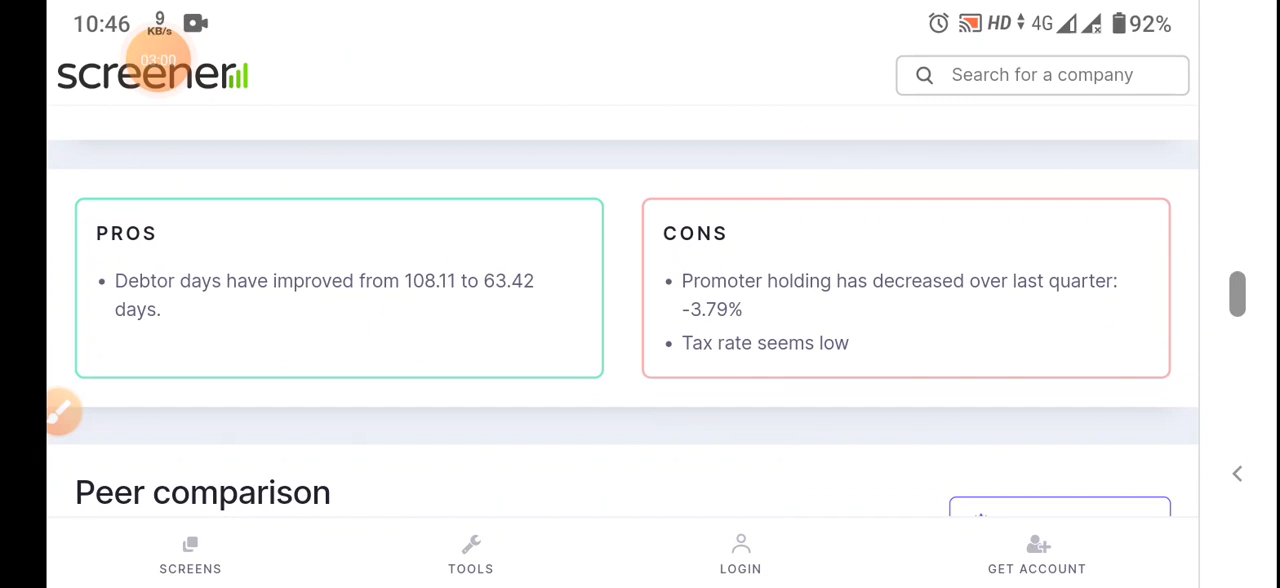 10:46 9 KB/s HD 4G 92%
03:00
screener
Search for a company
PROS
• Debtor days have improved from 108.11 to 63.42
days.
CONS
• Promoter holding has decreased over last quarter:
-3.79%
• Tax rate seems low
Peer comparison
SCREENS TOOLS LOGIN GET ACCOUNT